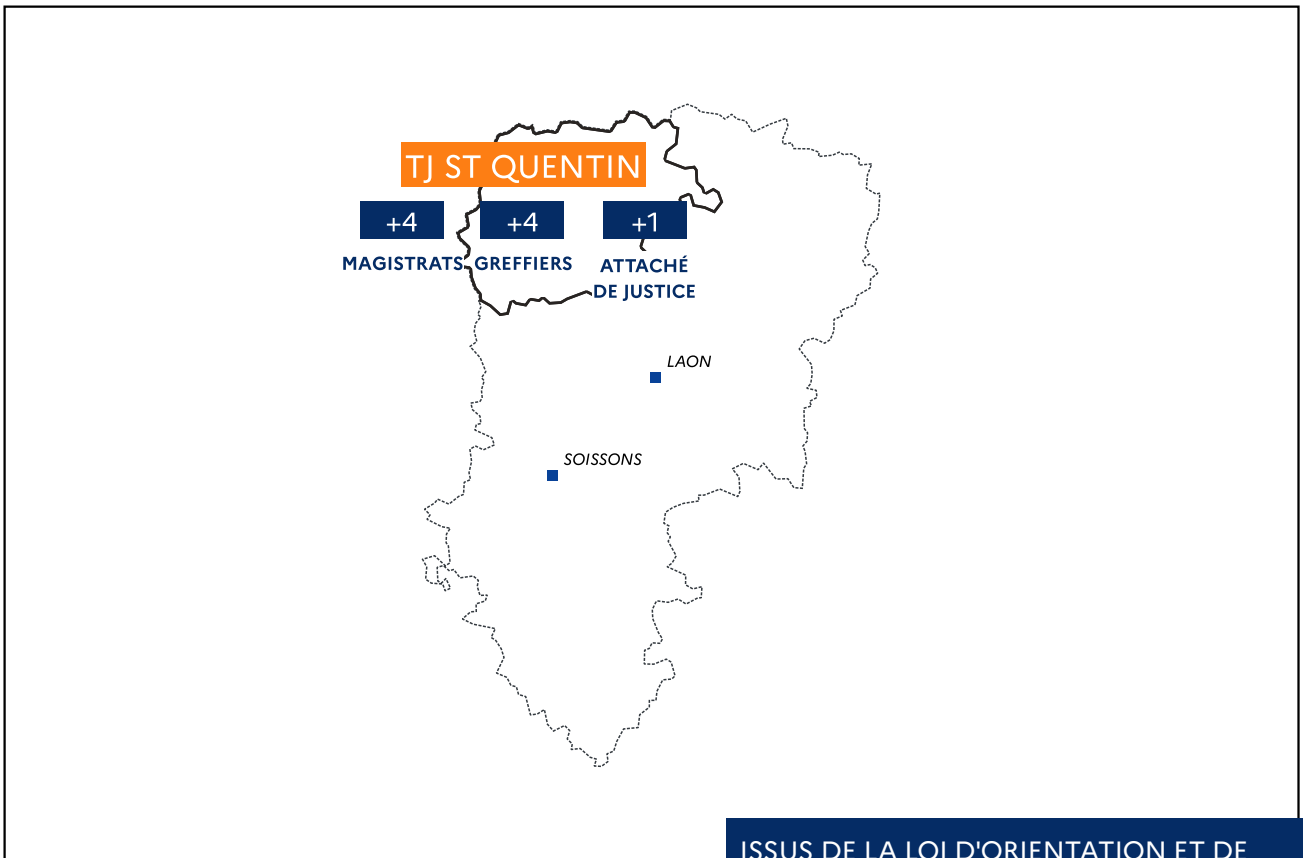 TJ ST QUENTIN
+4
+4
+1
MAGISTRATS
GREFFIERS
ATTACHÉ
DE JUSTICE
LAON
SOISSONS
ISSUS DE LA LOI D'ORIENTATION ET DE